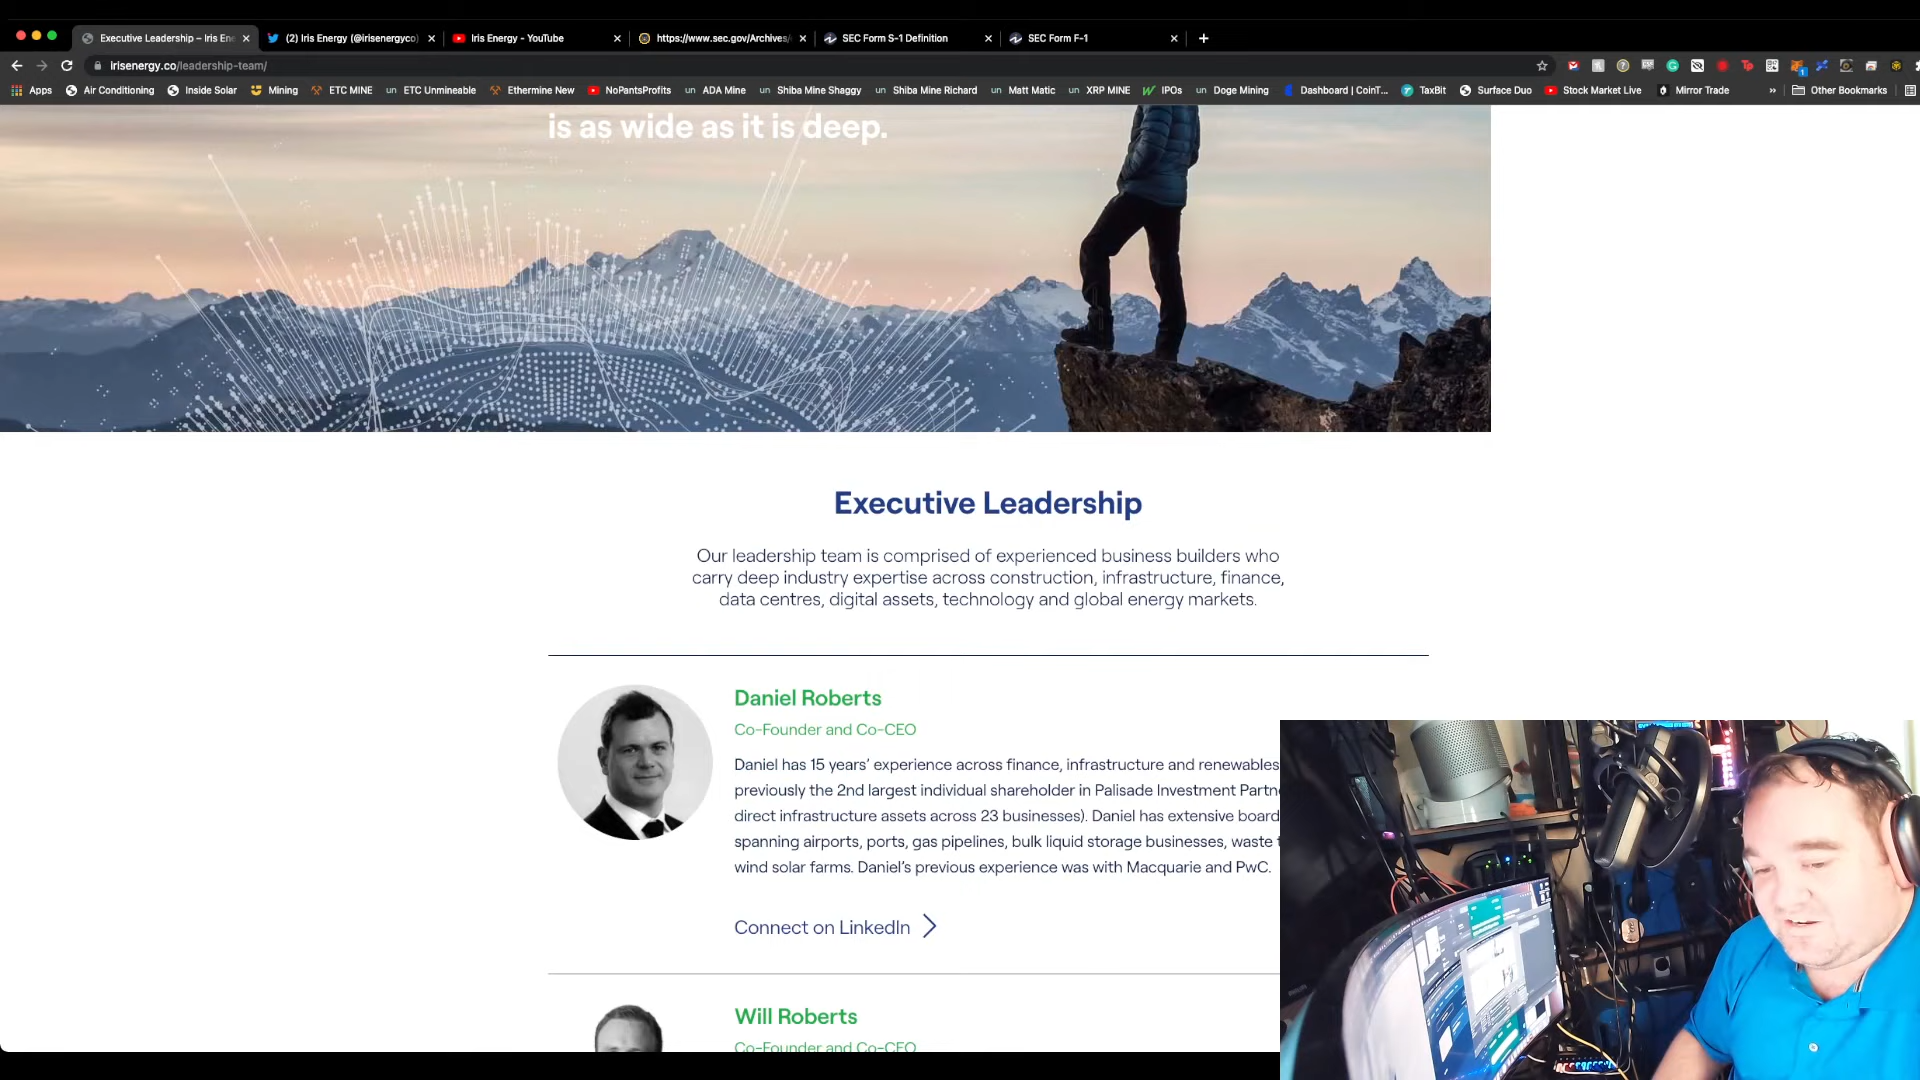 Executive Leadership – Iris Ene
(2) Iris Energy (@irisenergyco)
Iris Energy - YouTube
https://www.sec.gov/Archives/
SEC Form S-1 Definition
SEC Form F-1
irisenergy.co/leadership-team/
Apps
Air Conditioning
Inside Solar
Mining
ETC MINE
un ETC Unmineable
Ethermine New
NoPantsProfits
un ADA Mine
un Shiba Mine Shaggy
un Shiba Mine Richard
un Matt Matic
un XRP MINE
IPOs
un Doge Mining
Dashboard | CoinT...
TaxBit
Surface Duo
Stock Market Live
Mirror Trade
»
Other Bookmarks
is as wide as it is deep.
Executive Leadership
Our leadership team is comprised of experienced business builders who
carry deep industry expertise across construction, infrastructure, finance,
data centres, digital assets, technology and global energy markets.
Daniel Roberts
Co-Founder and Co-CEO
Daniel has 15 years’ experience across finance, infrastructure and renewables
previously the 2nd largest individual shareholder in Palisade Investment Partne
direct infrastructure assets across 23 businesses). Daniel has extensive board
spanning airports, ports, gas pipelines, bulk liquid storage businesses, waste t
wind solar farms. Daniel’s previous experience was with Macquarie and PwC.
Connect on LinkedIn
Will Roberts
Co-Founder and Co-CEO